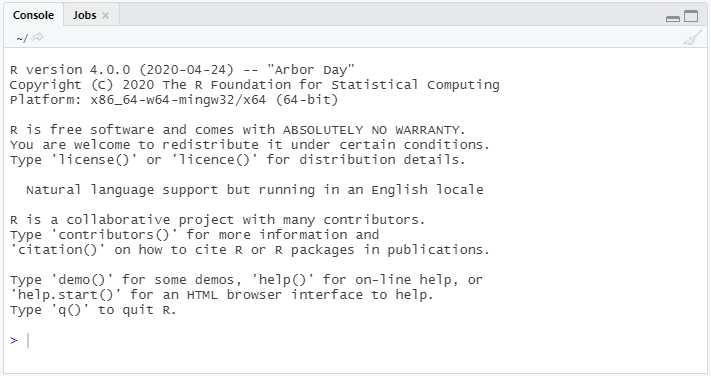 Console Jobs
~/
R version 4.0.0 (2020-04-24) -- "Arbor Day"
Copyright (C) 2020 The R Foundation for Statistical Computing
Platform: x86_64-w64-mingw32/x64 (64-bit)
R is free software and comes with ABSOLUTELY NO WARRANTY.
You are welcome to redistribute it under certain conditions.
Type 'license()' or 'licence()' for distribution details.
Natural language support but running in an English locale
R is a collaborative project with many contributors.
Type 'contributors()' for more information and
'citation()' on how to cite R or R packages in publications.
Type 'demo()' for some demos, 'help()' for on-line help, or
'help.start()' for an HTML browser interface to help.
Type 'q()' to quit R.
>